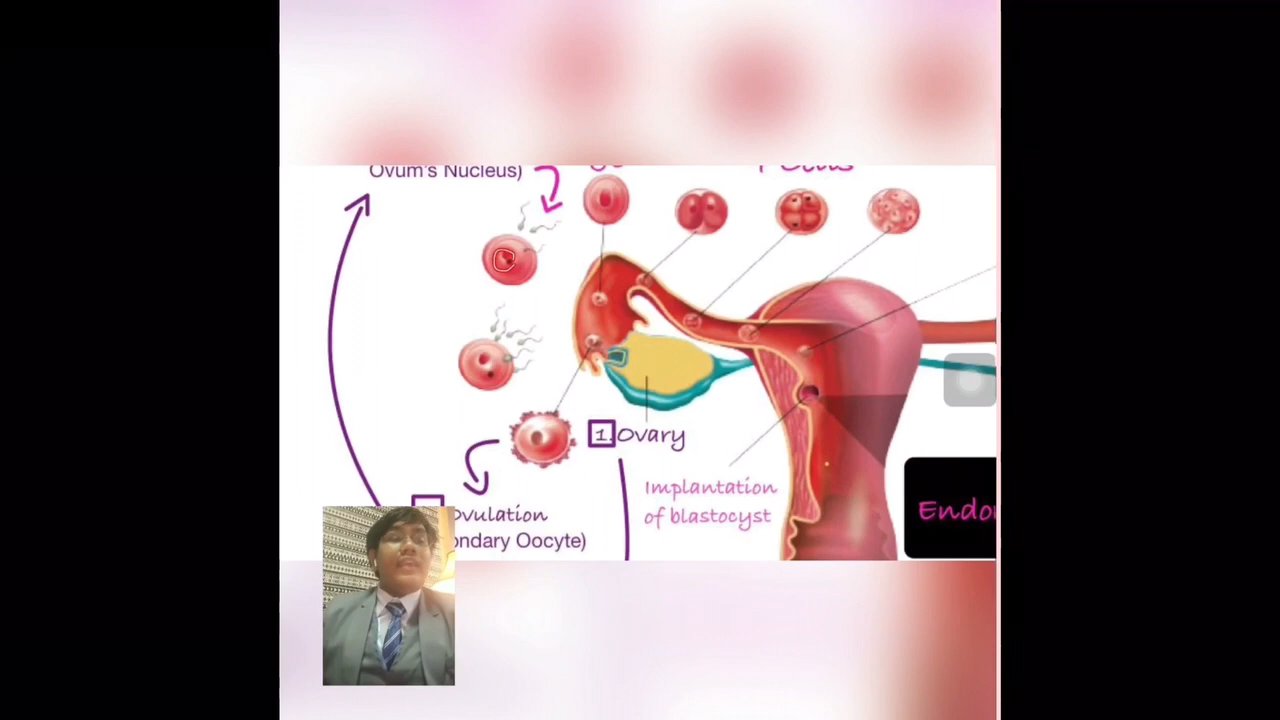 Ovum's Nucleus)
1. Ovary
Implantation
of blastocyst
Ovulation
ondary Oocyte)
Endo